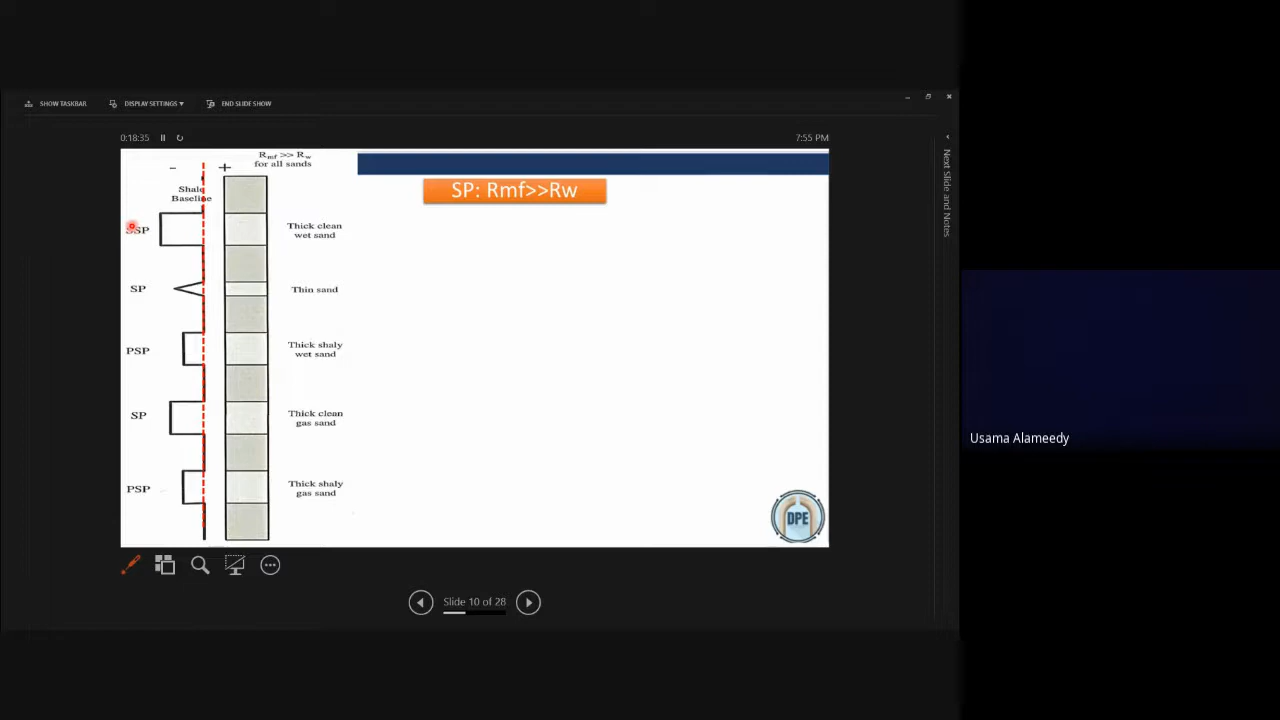 SHOW TASKBAR
DISPLAY SETTINGS
END SLIDE SHOW
0:18:35
7:55 PM
Next Slide and Notes
Rmf >> Rw
for all sands
- +
SP: Rmf>>Rw
Shale
Baseline
SSP
Thick clean
wet sand
SP
Thin sand
PSP
Thick shaly
wet sand
SP
Thick clean
gas sand
PSP
Thick shaly
gas sand
DPE
Slide 10 of 28
Usama Alameedy